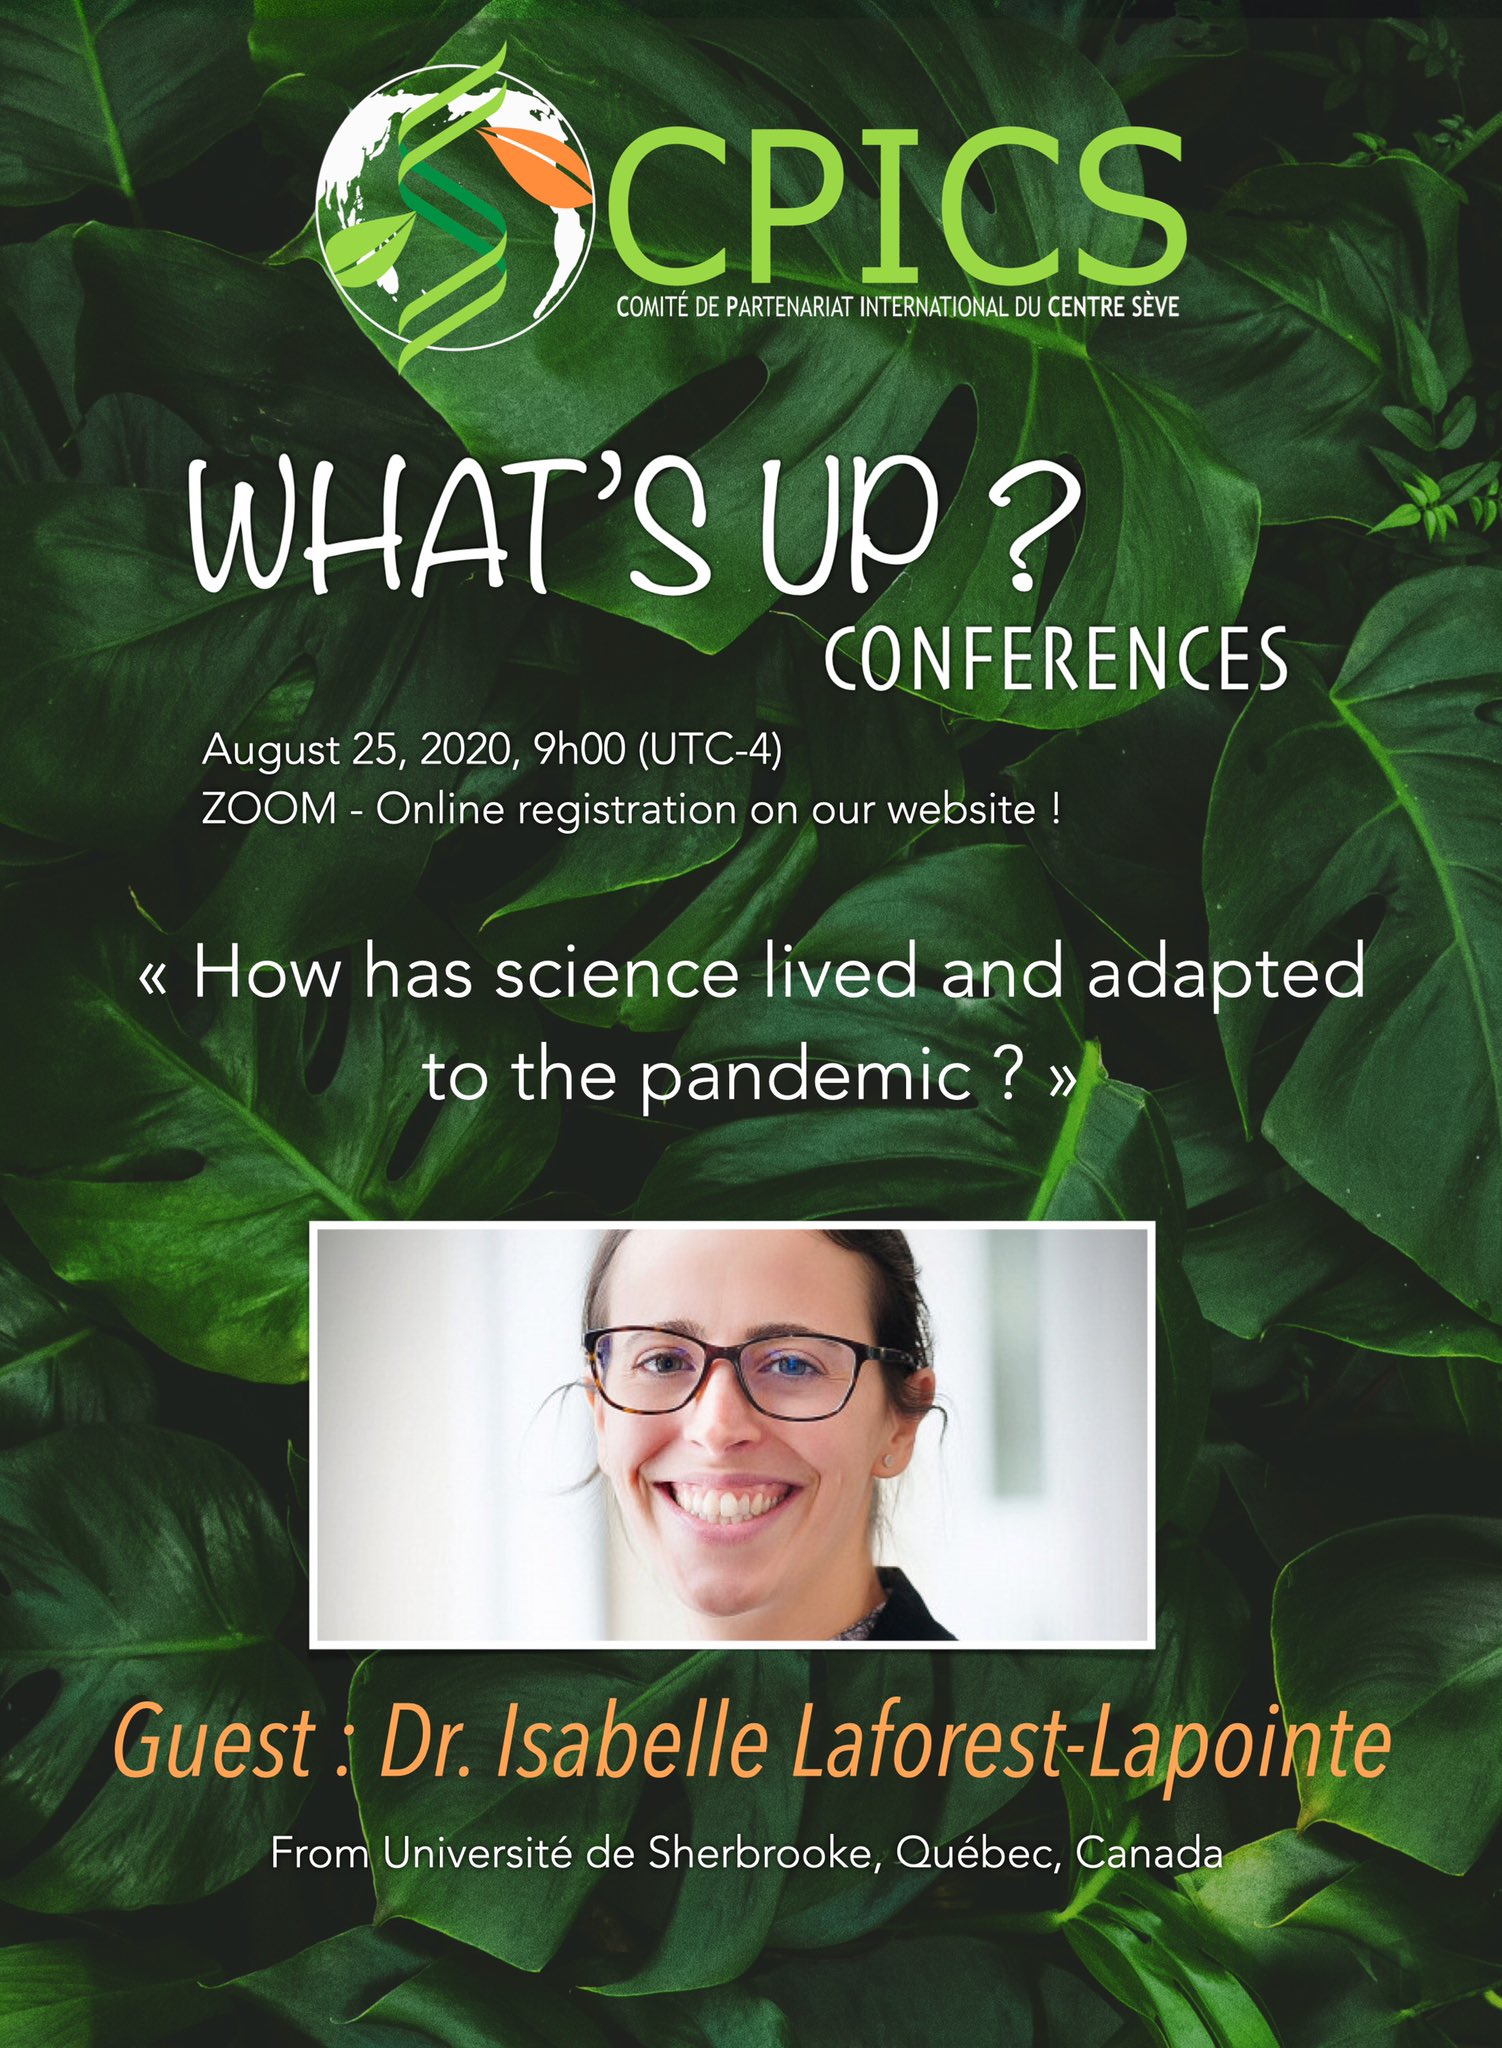 CPICS
COMITÉ DE PARTENARIAT INTERNATIONAL DU CENTRE SÈVE
WHAT'S UP ?
CONFERENCES
August 25, 2020, 9h00 (UTC-4)
ZOOM - Online registration on our website !
« How has science lived and adapted
to the pandemic ? »
Guest : Dr. Isabelle Laforest-Lapointe
From Université de Sherbrooke, Québec, Canada